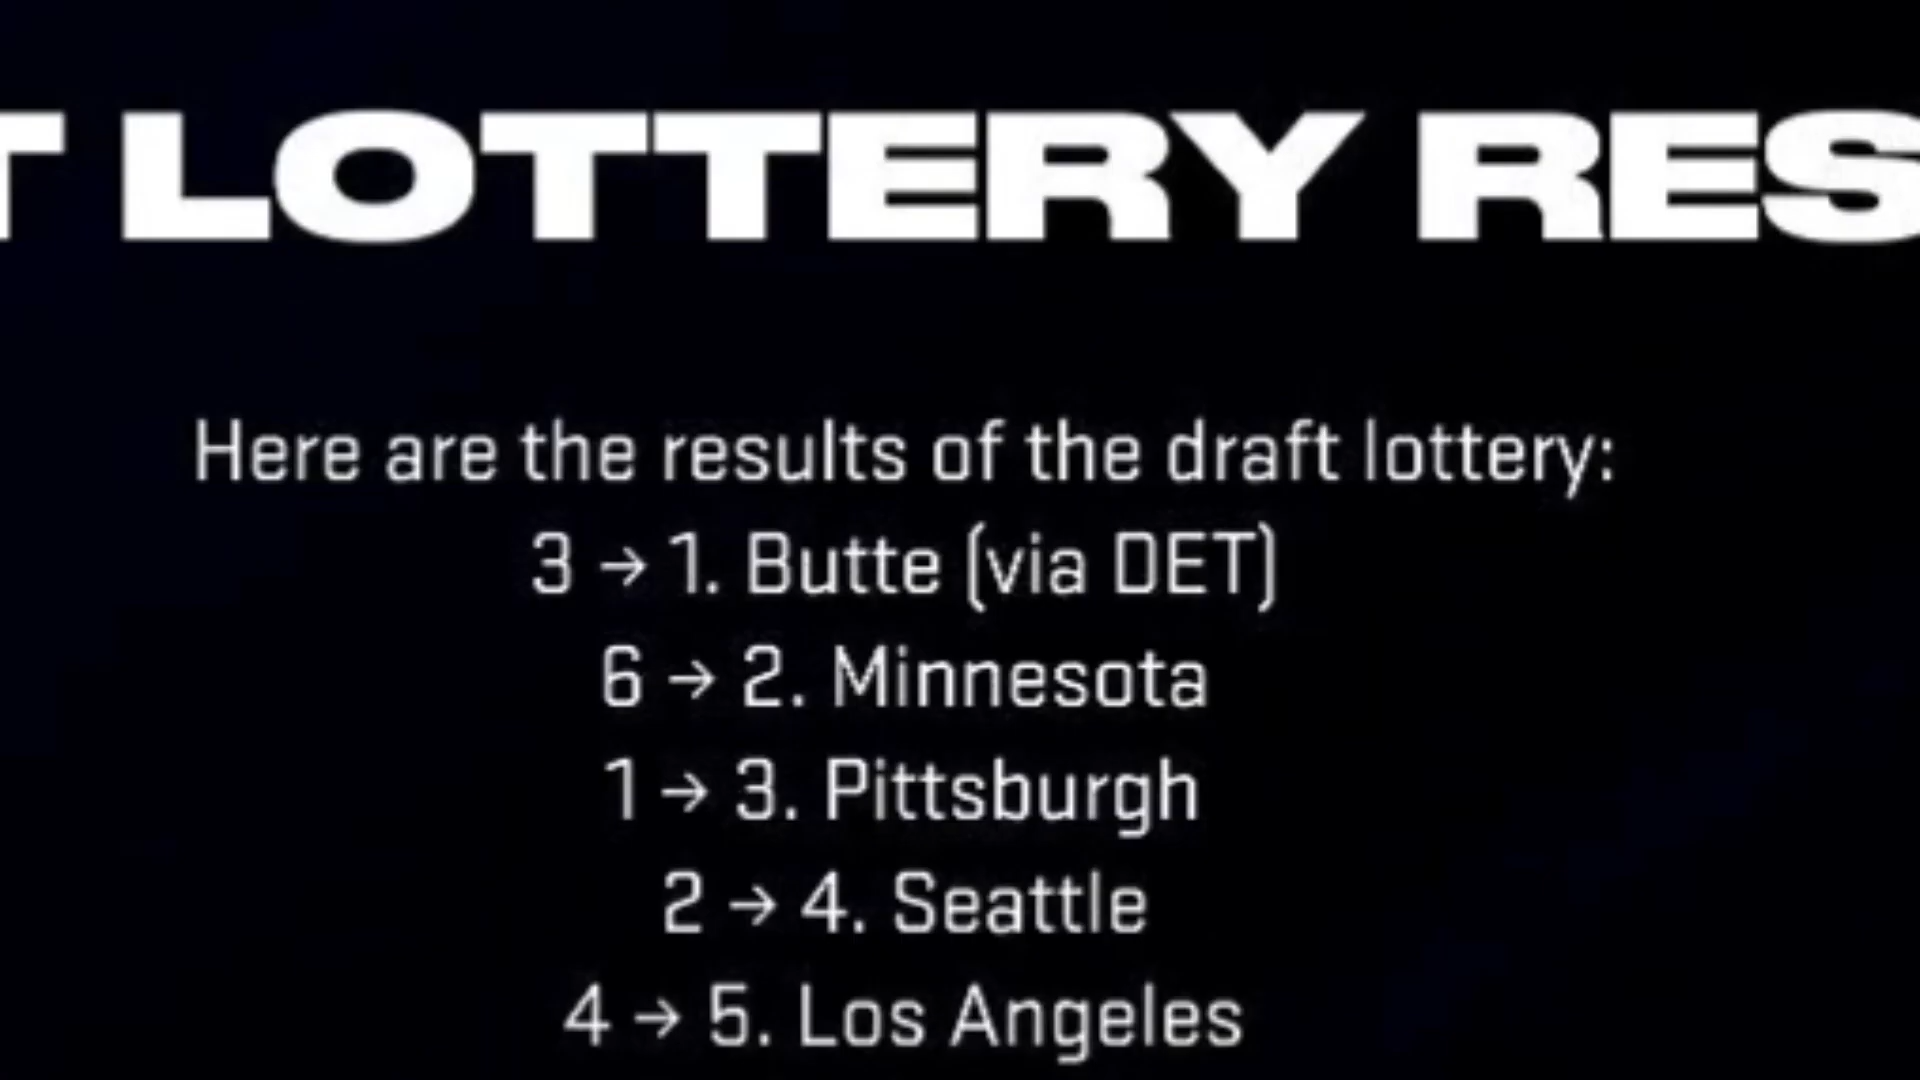 T LOTTERY RES
Here are the results of the draft lottery:
3 → 1. Butte (via DET)
6 → 2. Minnesota
1 → 3. Pittsburgh
2 → 4. Seattle
4 → 5. Los Angeles